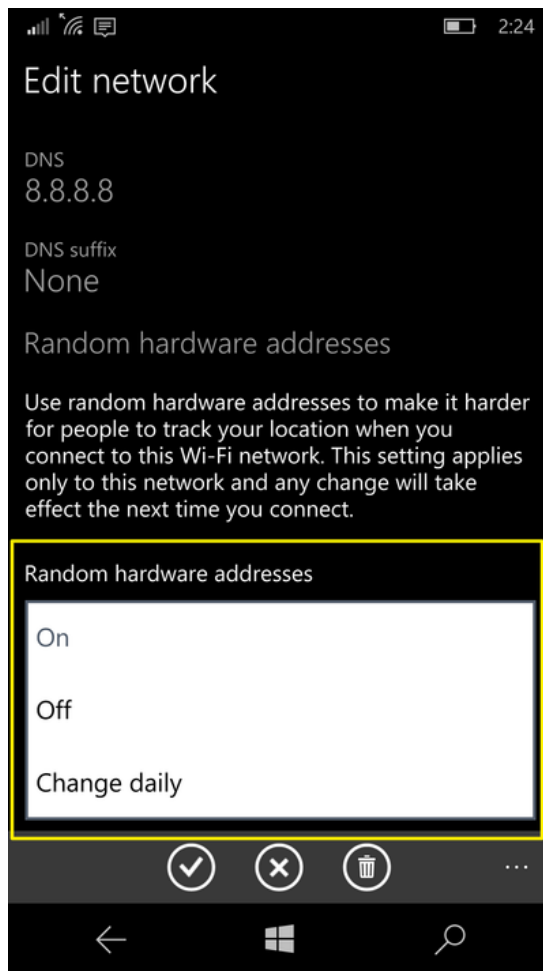 2:24
Edit network
DNS
8.8.8.8
DNS suffix
None
Random hardware addresses
Use random hardware addresses to make it harder
for people to track your location when you
connect to this Wi-Fi network. This setting applies
only to this network and any change will take
effect the next time you connect.
Random hardware addresses
On
Off
Change daily
...